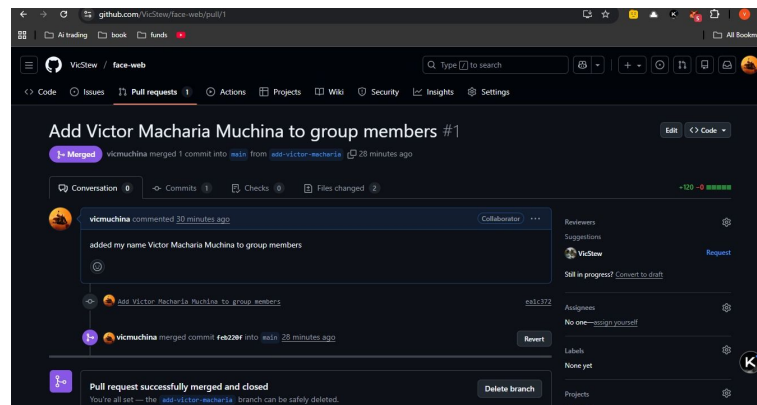 github.com/VicStew/face-web/pull/1
Ai trading book funds All Bookm
VicStew / face-web Type / to search
Code Issues Pull requests 1 Actions Projects Wiki Security Insights Settings
Add Victor Macharia Muchina to group members #1
Edit Code
Merged vicmuchina merged 1 commit into main from add-victor-macharia 28 minutes ago
Conversation 0 Commits 1 Checks 0 Files changed 2 +120 −0
vicmuchina commented 30 minutes ago Collaborator
added my name Victor Macharia Muchina to group members
Add Victor Macharia Muchina to group members ea1c372
vicmuchina merged commit feb220f into main 28 minutes ago Revert
Pull request successfully merged and closed
You're all set — the add-victor-macharia branch can be safely deleted.
Delete branch
Reviewers
Suggestions
VicStew Request
Still in progress? Convert to draft
Assignees
No one—assign yourself
Labels
None yet
Projects
K